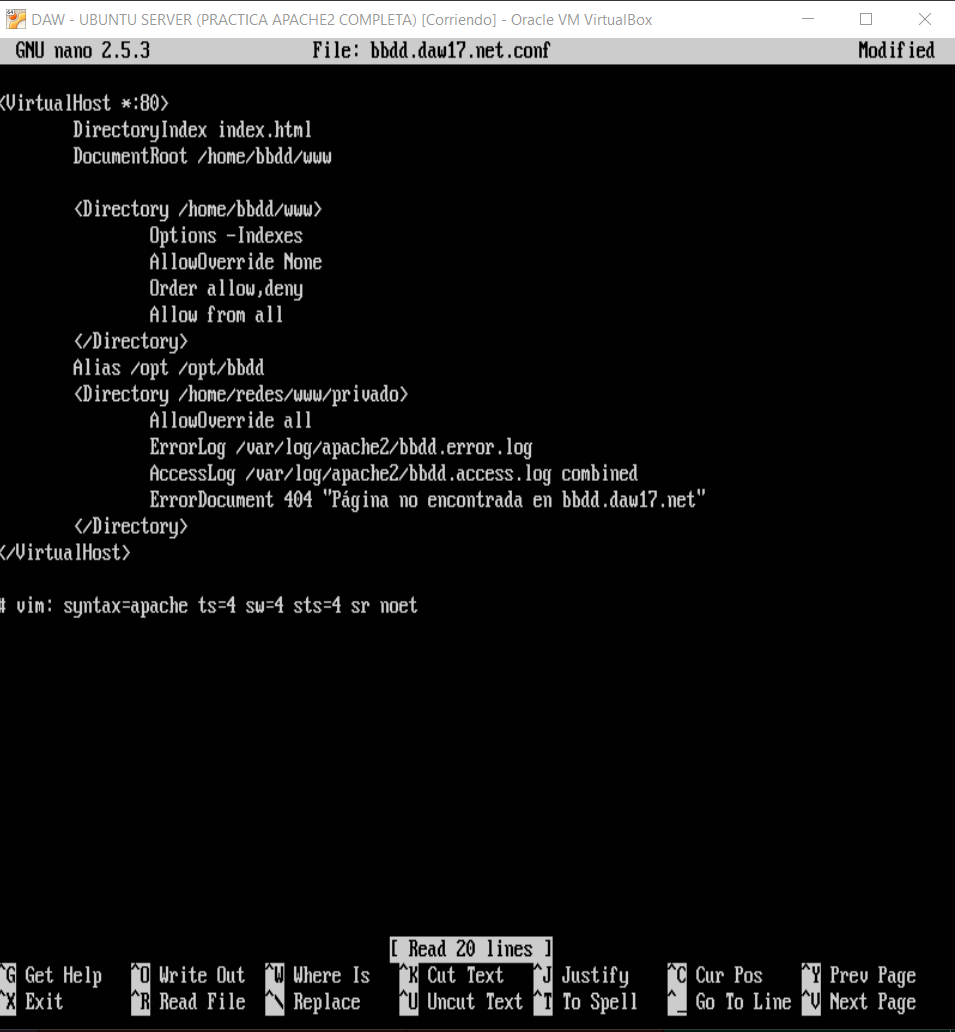 DAW - UBUNTU SERVER (PRACTICA APACHE2 COMPLETA) [Corriendo] - Oracle VM VirtualBox
GNU nano 2.5.3 File: bbdd.daw17.net.conf Modified
<VirtualHost *:80>
DirectoryIndex index.html
DocumentRoot /home/bbdd/www
<Directory /home/bbdd/www>
Options -Indexes
AllowOverride None
Order allow,deny
Allow from all
</Directory>
Alias /opt /opt/bbdd
<Directory /home/redes/www/privado>
AllowOverride all
ErrorLog /var/log/apache2/bbdd.error.log
AccessLog /var/log/apache2/bbdd.access.log combined
ErrorDocument 404 "Página no encontrada en bbdd.daw17.net"
</Directory>
</VirtualHost>
# vim: syntax=apache ts=4 sw=4 sts=4 sr noet
[ Read 20 lines ]
^G Get Help ^O Write Out ^W Where Is ^K Cut Text ^J Justify ^C Cur Pos ^Y Prev Page
^X Exit ^R Read File ^\ Replace ^U Uncut Text ^T To Spell ^_ Go To Line ^V Next Page